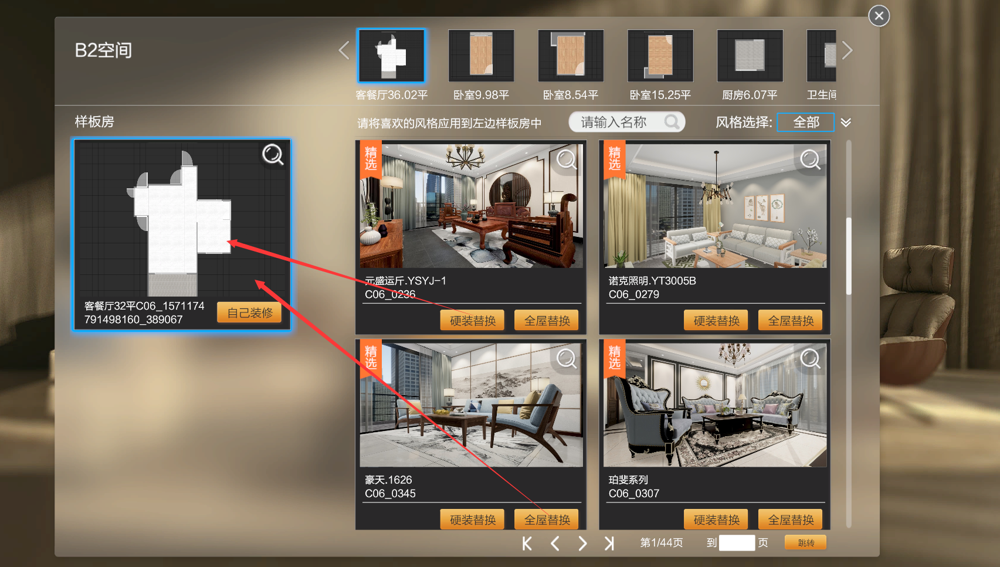 B2空间
客餐厅36.02平
卧室9.98平
卧室8.54平
卧室15.25平
厨房6.07平
卫生间
样板房
请将喜欢的风格应用到左边样板房中
请输入名称
风格选择:
全部
客餐厅32平C06_1571174
791498160_389067
自己装修
精选
元盛运斤.YSYJ-1
C06_0236
硬装替换
全屋替换
精选
诺克照明.YT3005B
C06_0279
硬装替换
全屋替换
精选
豪天.1626
C06_0345
硬装替换
全屋替换
精选
珀斐系列
C06_0307
硬装替换
全屋替换
第1/44页
到
页
跳转